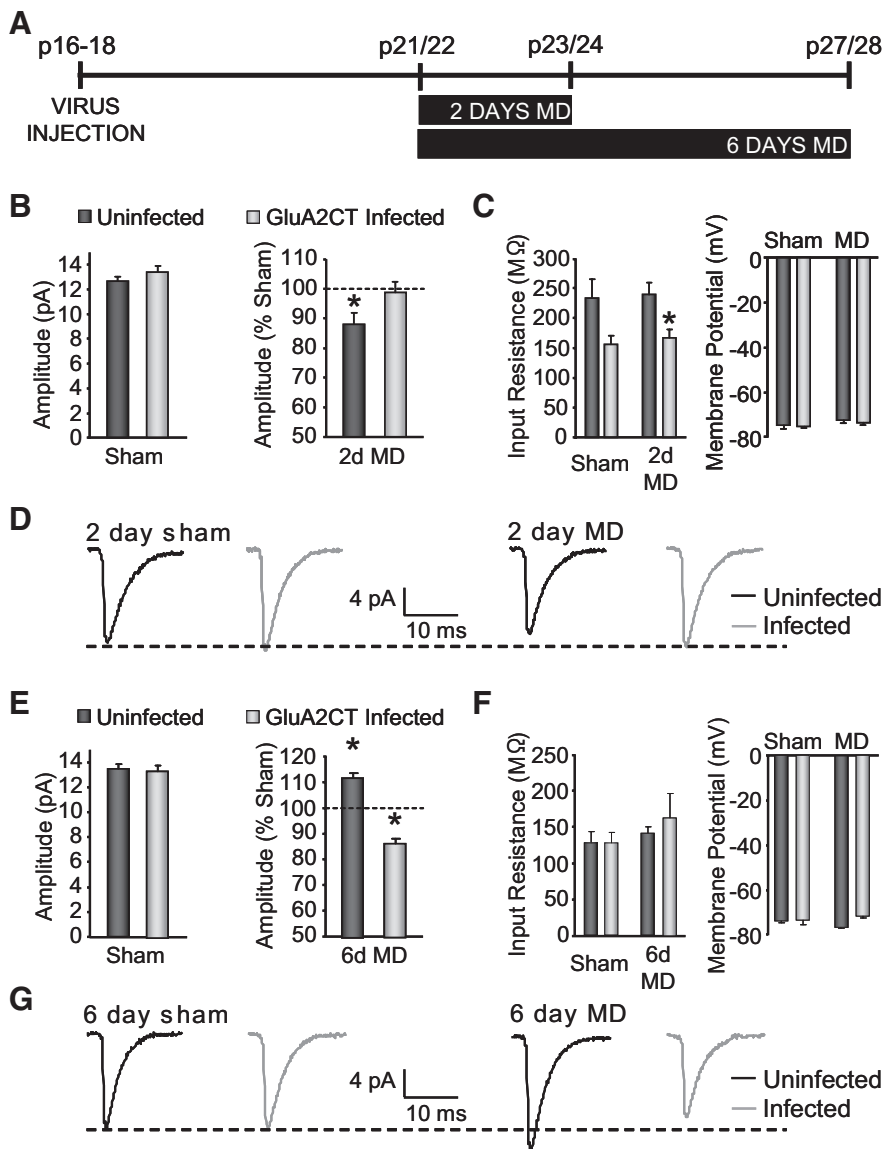 A
p16-18
p21/22
p23/24
p27/28
VIRUS
INJECTION
2 DAYS MD
6 DAYS MD
B
Uninfected
GluA2CT Infected
Amplitude (pA)
14
12
10
8
6
4
2
0
Sham
Amplitude (% Sham)
110
100
90
80
70
60
50
*
2d MD
C
Input Resistance (MΩ)
300
250
200
150
100
50
0
*
Sham
2d
MD
Membrane Potential (mV)
Sham MD
0
-20
-40
-60
-80
D
2 day sham
2 day MD
4 pA
10 ms
Uninfected
Infected
E
Uninfected
GluA2CT Infected
Amplitude (pA)
14
12
10
8
6
4
2
0
Sham
Amplitude (% Sham)
120
110
100
90
80
70
60
50
*
*
6d MD
F
Input Resistance (MΩ)
250
200
150
100
50
0
Sham
6d
MD
Membrane Potential (mV)
Sham MD
0
-20
-40
-60
-80
G
6 day sham
6 day MD
4 pA
10 ms
Uninfected
Infected